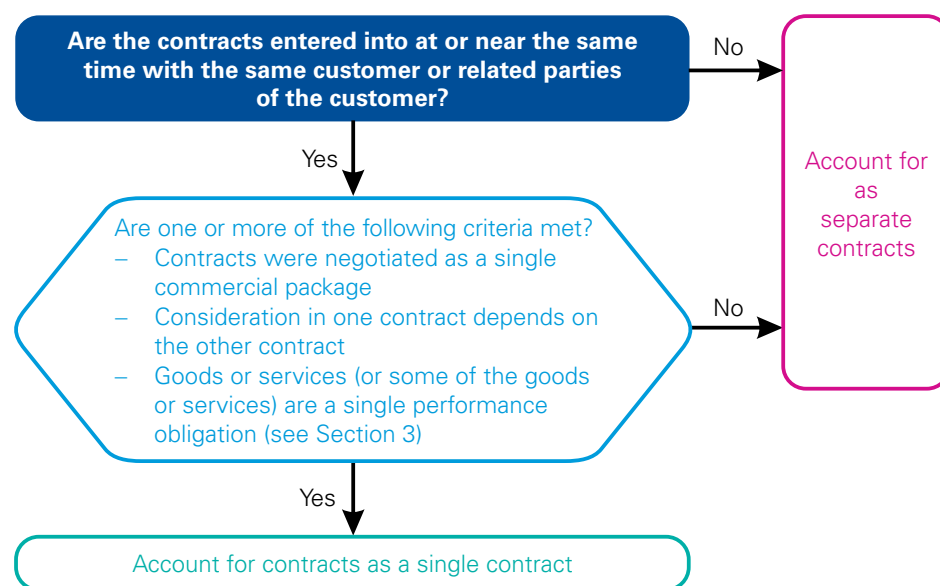 Are the contracts entered into at or near the same
time with the same customer or related parties
of the customer?
No
Yes
Account for
as
separate
contracts
Are one or more of the following criteria met?
– Contracts were negotiated as a single
commercial package
– Consideration in one contract depends on
the other contract
– Goods or services (or some of the goods
or services) are a single performance
obligation (see Section 3)
No
Yes
Account for contracts as a single contract